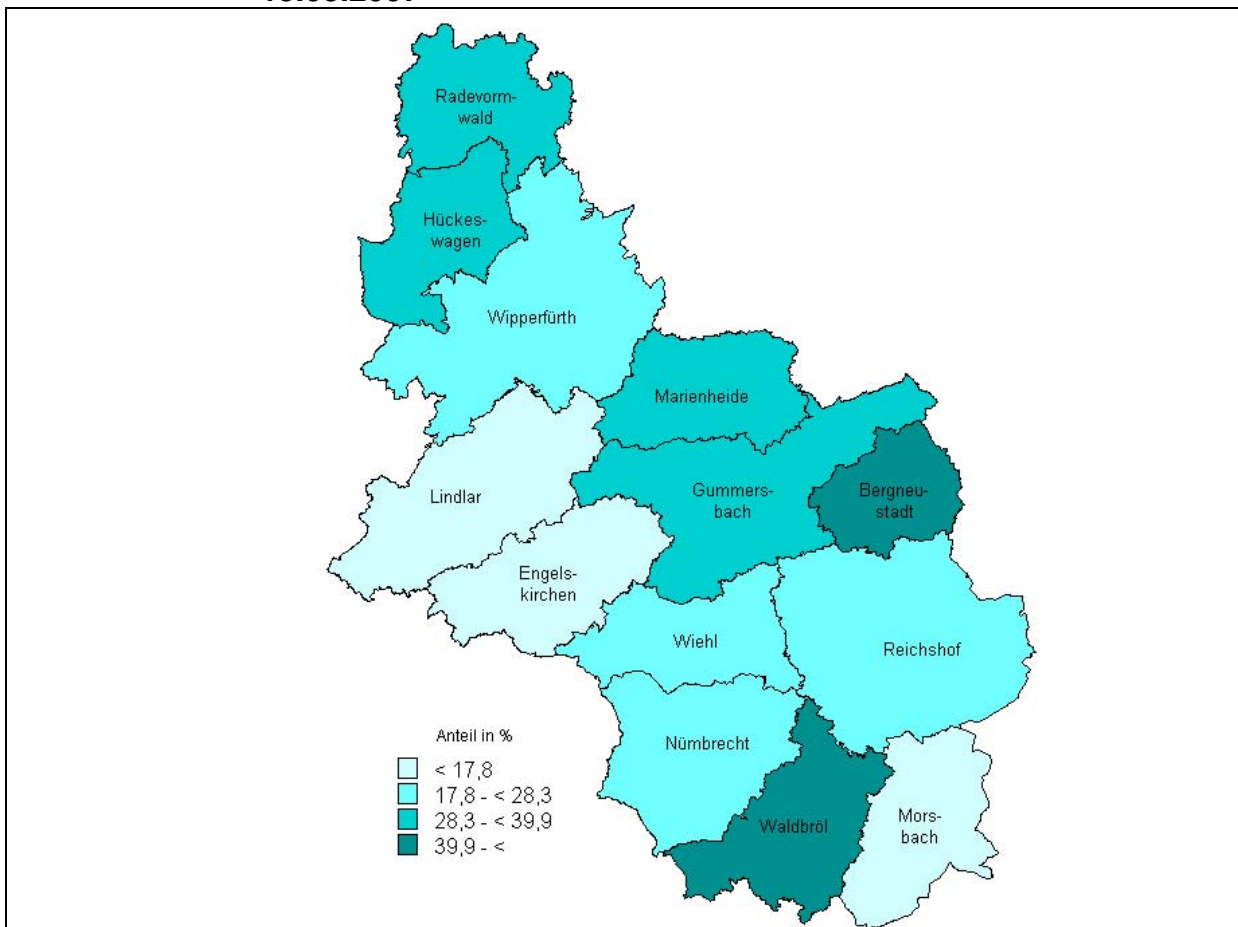 Radevorm-
wald
Hückes-
wagen
Wipperfürth
Marienheide
Lindlar
Gummers-
bach
Bergneu-
stadt
Engels-
kirchen
Wiehl
Reichshof
Nümbrecht
Waldbröl
Mors-
bach
Anteil in %
< 17,8
17,8 - < 28,3
28,3 - < 39,9
39,9 - <